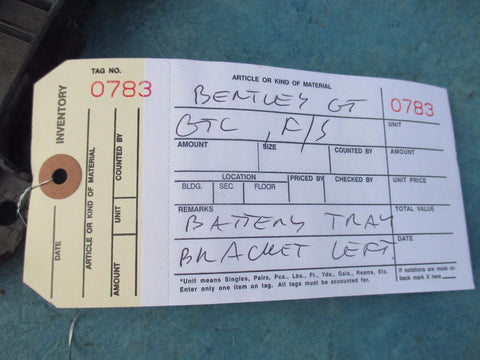 TAG NO.
0783
INVENTORY
ARTICLE OR KIND OF MATERIAL
COUNTED BY
UNIT
AMOUNT
DATE
ARTICLE OR KIND OF MATERIAL
BENTLEY GT
0783
GTC, F/S
UNIT
AMOUNT
SIZE
COUNTED BY
AMOUNT
LOCATION
PRICED BY
CHECKED BY
UNIT PRICE
BLDG.
SEC.
FLOOR
REMARKS
TOTAL VALUE
BATTERY TRAY
BRACKET LEFT.
DATE
*Unit means Singles, Pairs, Pcs., Lbs., Ft., Yds., Gals., Reams, Etc.
Enter only one item on tag. All tags must be accounted for.
If notations are made on
back mark X here